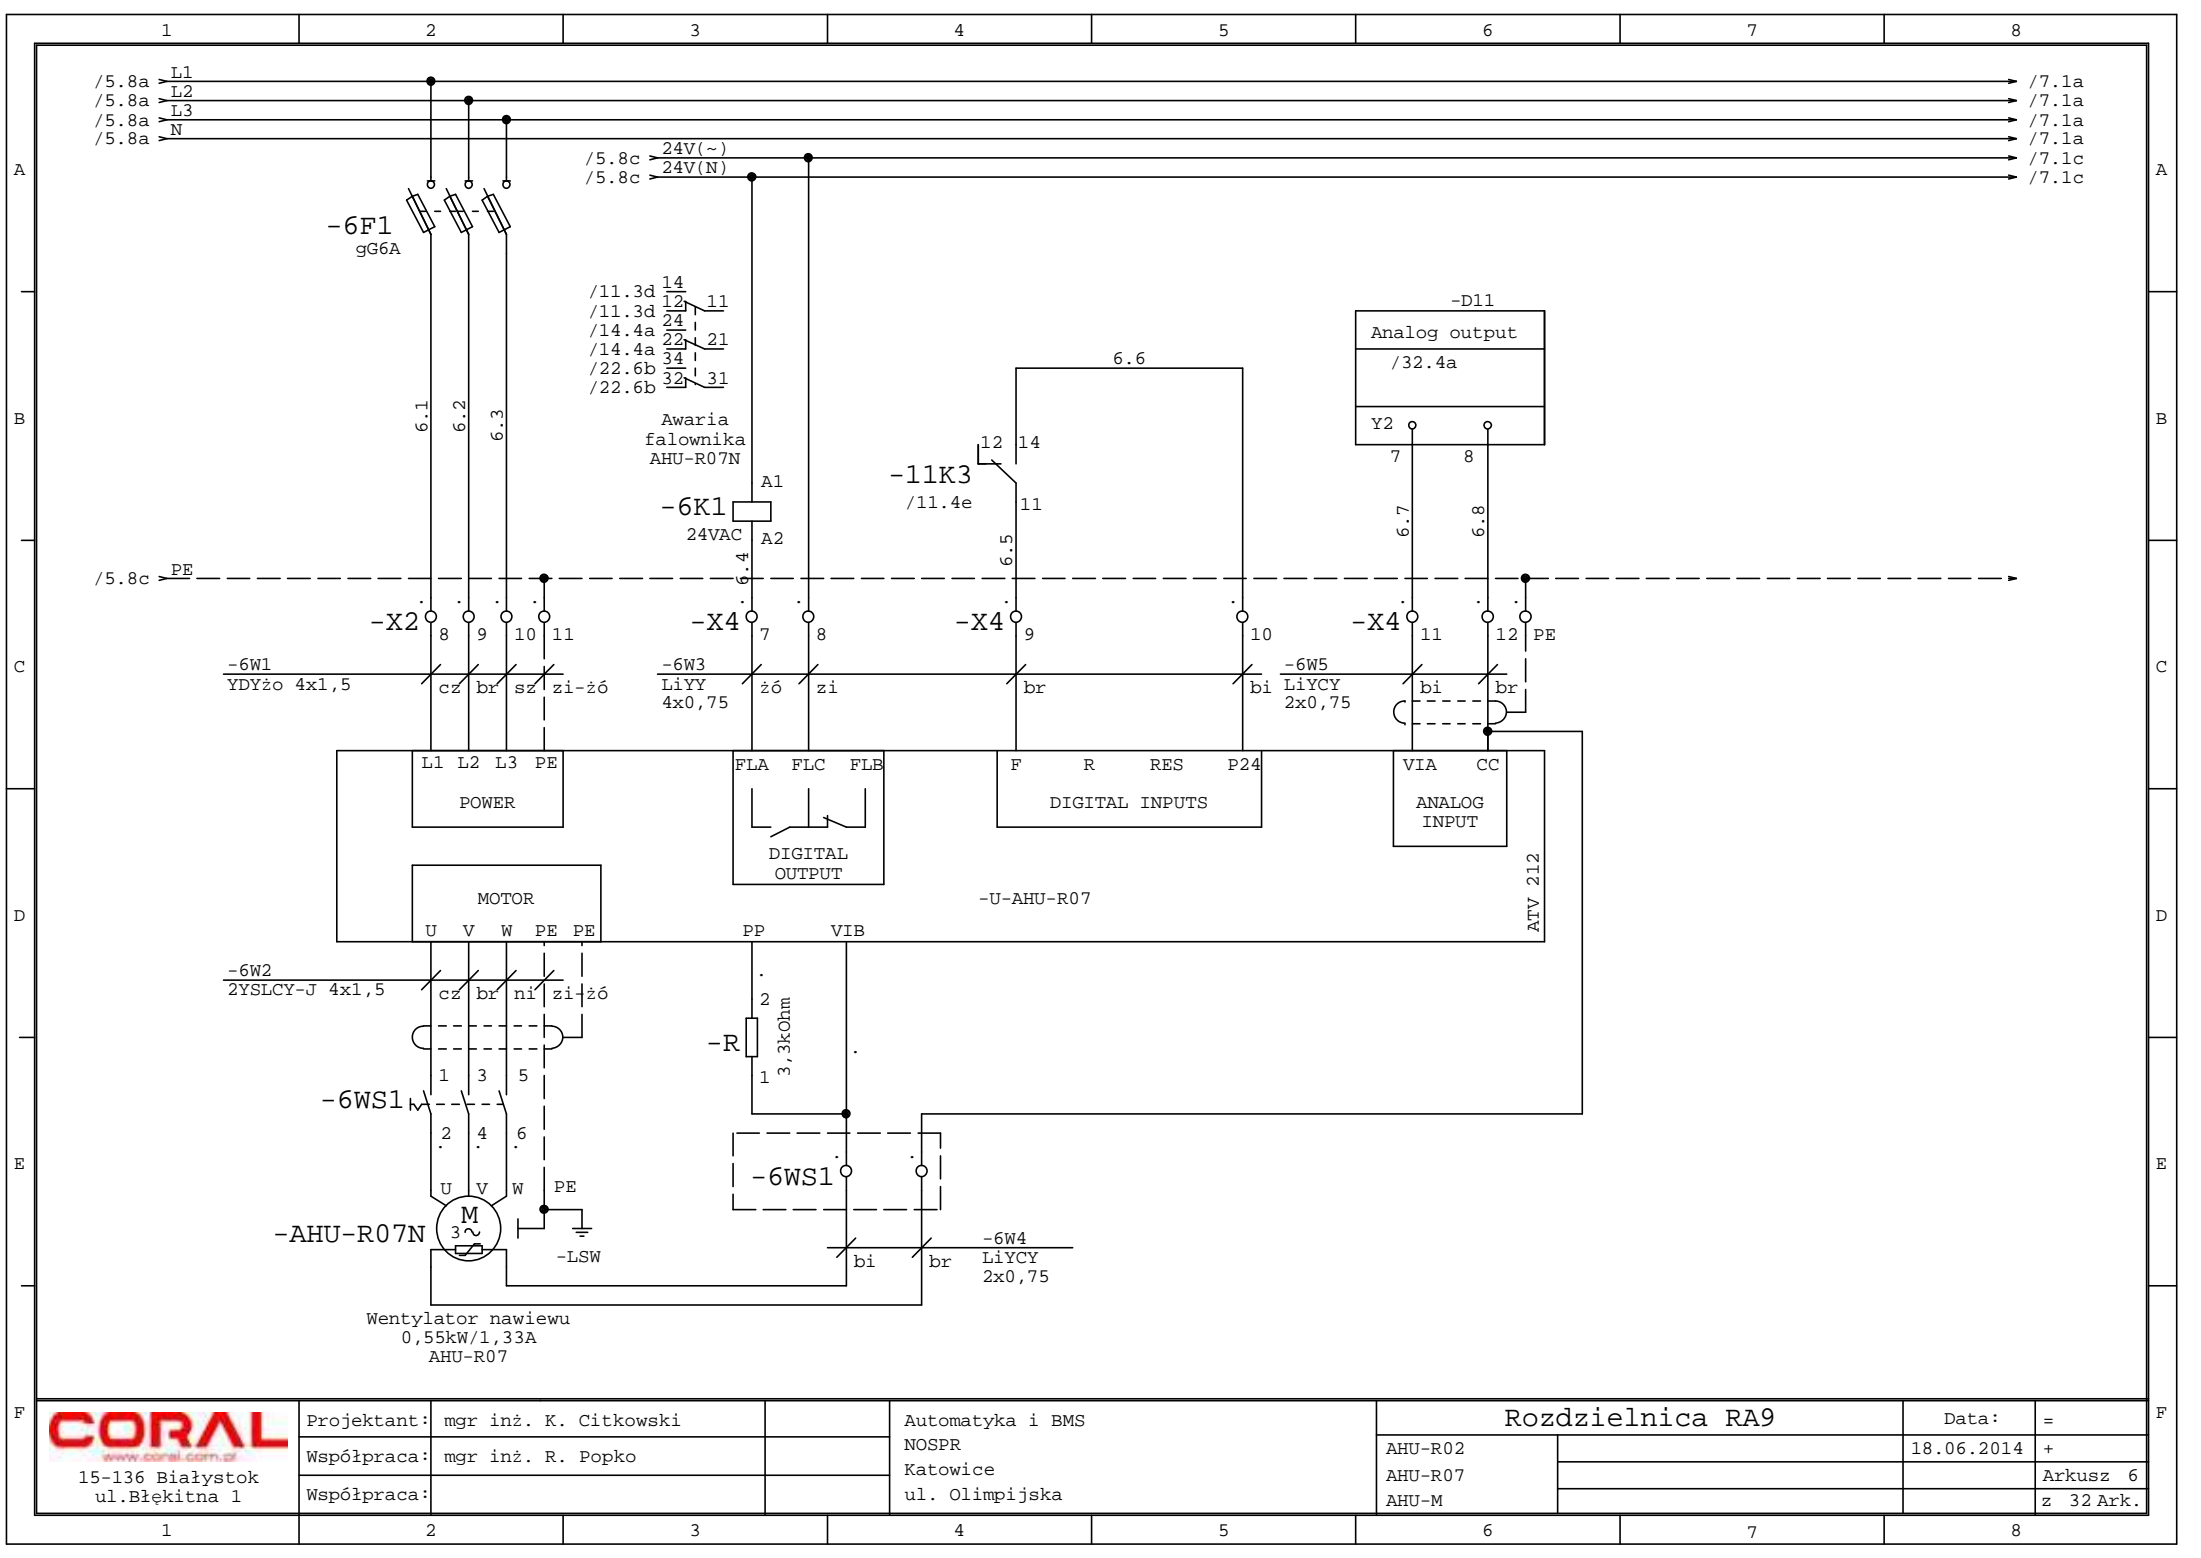 1 2 3 4 5 6 7 8
/5.8a L1 /7.1a
/5.8a L2 /7.1a
/5.8a L3 /7.1a
/5.8a N /7.1a
/5.8c 24V(~) /7.1c
/5.8c 24V(N) /7.1c
A A
-6F1
gG6A
/11.3d 14
/11.3d 12 11
/14.4a 24
/14.4a 22 21
/22.6b 34
/22.6b 32 31
-D11
Analog output
/32.4a
Y2
7 8
6.6
B B
6.1 6.2 6.3
Awaria
falownika
AHU-R07N
A1
-6K1
24VAC A2
6.4
12 14
-11K3
/11.4e 11
6.5
6.7 6.8
/5.8c PE
-X2 8 9 10 11
-X4 7 8
-X4 9 10
-X4 11 12 PE
C C
-6W1
YDYżo 4x1,5 cz br sz zi-żó
-6W3
LiYY żó zi br bi
4x0,75
-6W5
LiYCY bi br
2x0,75
L1 L2 L3 PE
POWER
FLA FLC FLB
DIGITAL
OUTPUT
F R RES P24
DIGITAL INPUTS
VIA CC
ANALOG
INPUT
ATV 212
-U-AHU-R07
D D
MOTOR
U V W PE PE
PP VIB
-6W2
2YSLCY-J 4x1,5 cz br ni zi-żó
2
-R 3,3kOhm
1
1 3 5
-6WS1
2 4 6
E E
-6WS1
U V W PE
M
3~
-AHU-R07N
-LSW
bi br
-6W4
LiYCY
2x0,75
Wentylator nawiewu
0,55kW/1,33A
AHU-R07
F F
CORAL
www.coral.com.pl
15-136 Białystok
ul.Błękitna 1
Projektant: mgr inż. K. Citkowski
Współpraca: mgr inż. R. Popko
Współpraca:
Automatyka i BMS
NOSPR
Katowice
ul. Olimpijska
Rozdzielnica RA9
AHU-R02
AHU-R07
AHU-M
Data: =
18.06.2014 +
Arkusz 6
z 32 Ark.
1 2 3 4 5 6 7 8